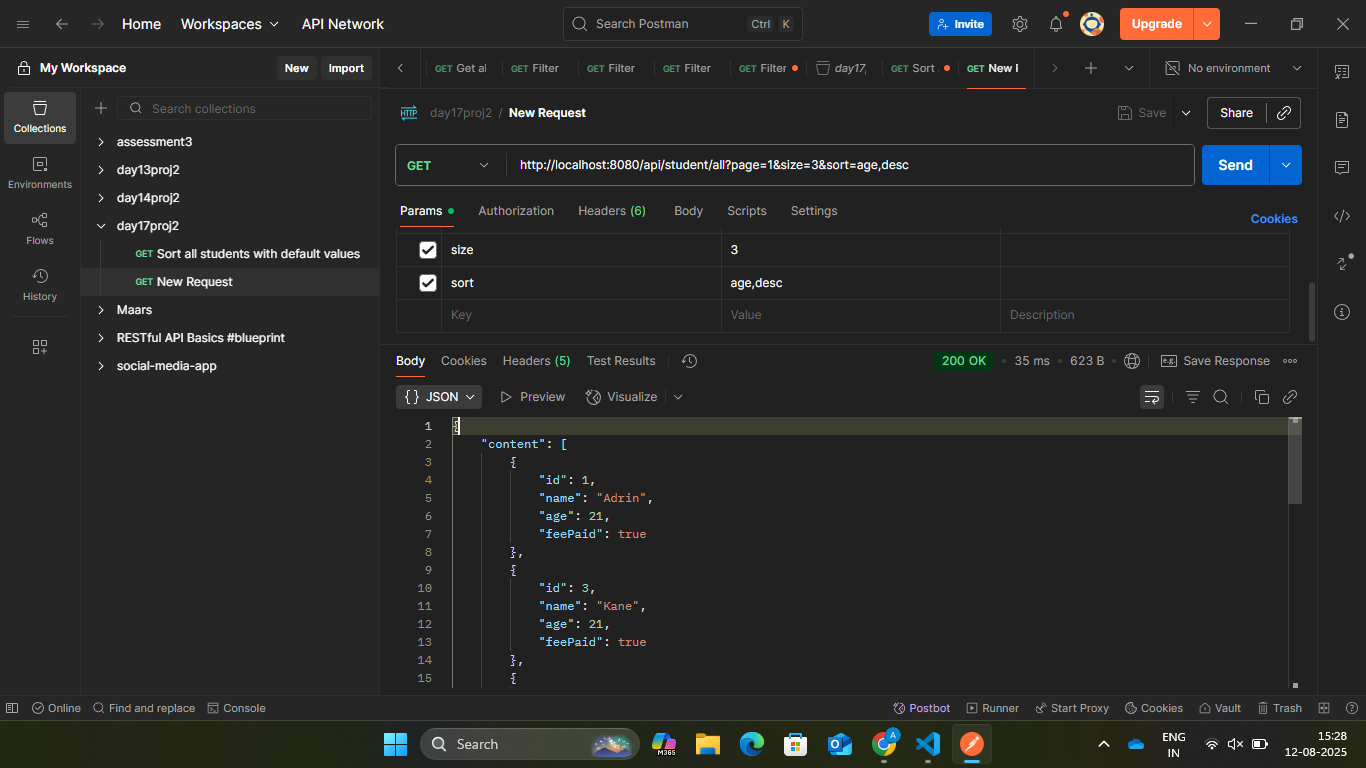 Home Workspaces API Network Search Postman Ctrl K Invite Upgrade
My Workspace New Import GET Get al GET Filter GET Filter GET Filter GET Filter day17, GET Sort GET New F No environment
Search collections
Collections
Environments
Flows
History
assessment3
day13proj2
day14proj2
day17proj2
GET Sort all students with default values
GET New Request
Maars
RESTful API Basics #blueprint
social-media-app
HTTP day17proj2 / New Request Save Share
GET http://localhost:8080/api/student/all?page=1&size=3&sort=age,desc Send
Params Authorization Headers (6) Body Scripts Settings Cookies
size 3
sort age,desc
Key Value Description
Body Cookies Headers (5) Test Results 200 OK 35 ms 623 B e.g. Save Response
{} JSON Preview Visualize
1 {
2 "content": [
3 {
4 "id": 1,
5 "name": "Adrin",
6 "age": 21,
7 "feePaid": true
8 },
9 {
10 "id": 3,
11 "name": "Kane",
12 "age": 21,
13 "feePaid": true
14 },
15 {
Online Find and replace Console Postbot Runner Start Proxy Cookies Vault Trash
Search M365 A ENG IN 15:28 12-08-2025